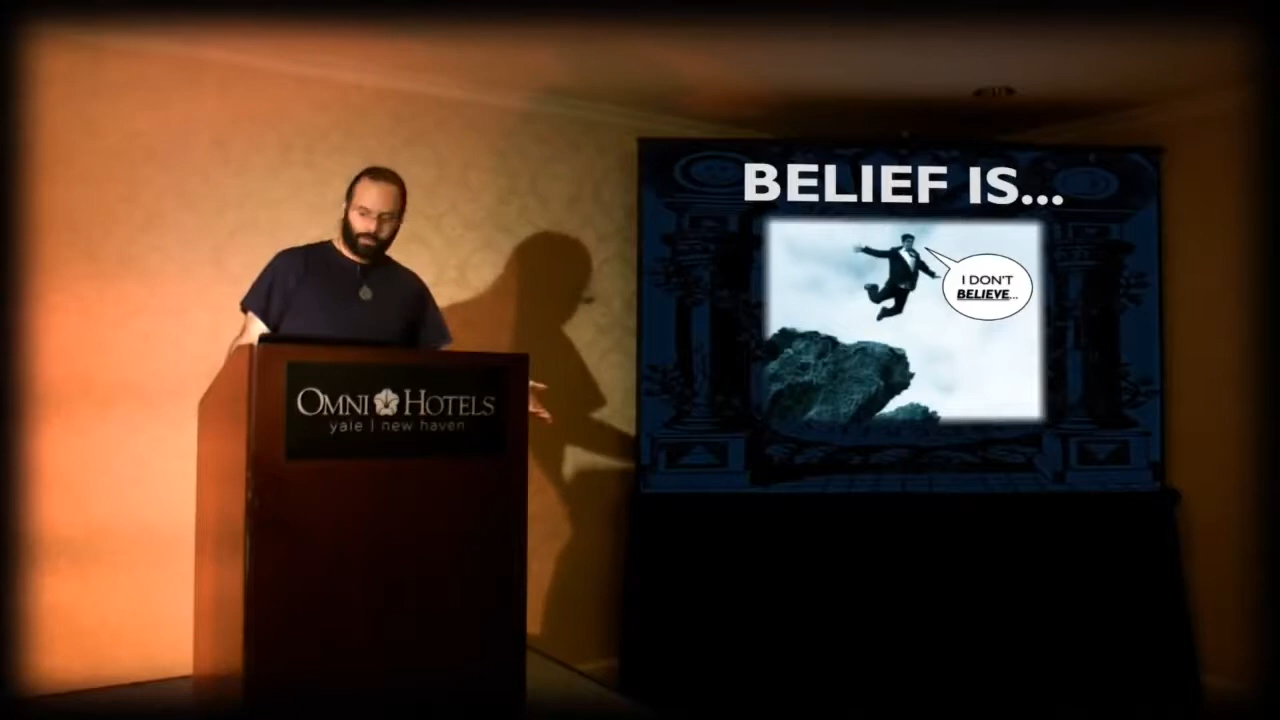 BELIEF IS...
I DON'T
BELIEVE...
OMNI HOTELS
yale | new haven